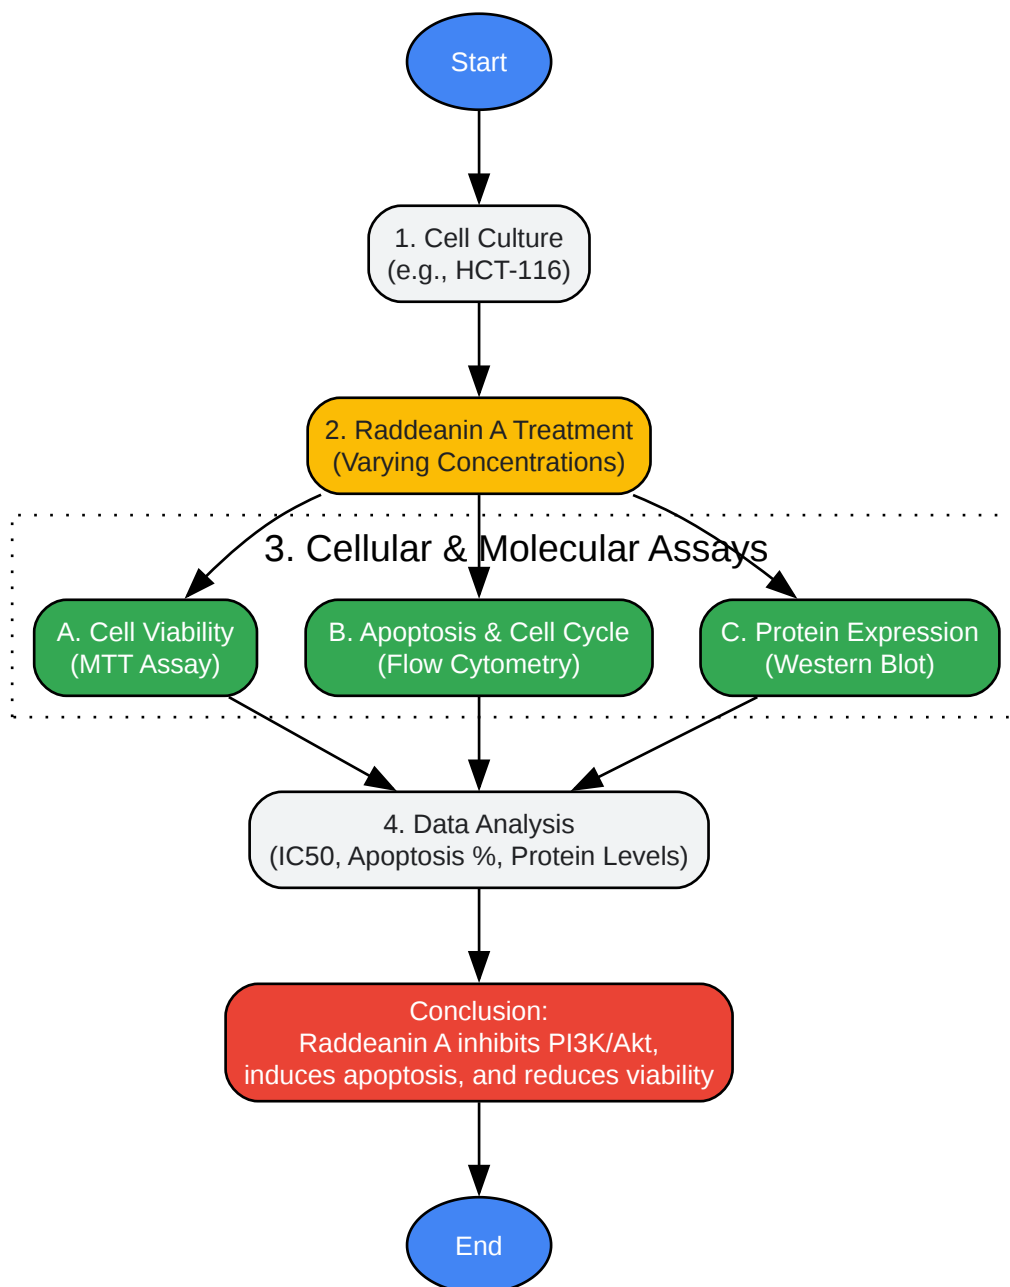 Start
1. Cell Culture
(e.g., HCT-116)
2. Raddeanin A Treatment
(Varying Concentrations)
3. Cellular & Molecular Assays
A. Cell Viability
(MTT Assay)
B. Apoptosis & Cell Cycle
(Flow Cytometry)
C. Protein Expression
(Western Blot)
4. Data Analysis
(IC50, Apoptosis %, Protein Levels)
Conclusion:
Raddeanin A inhibits PI3K/Akt,
induces apoptosis, and reduces viability
End